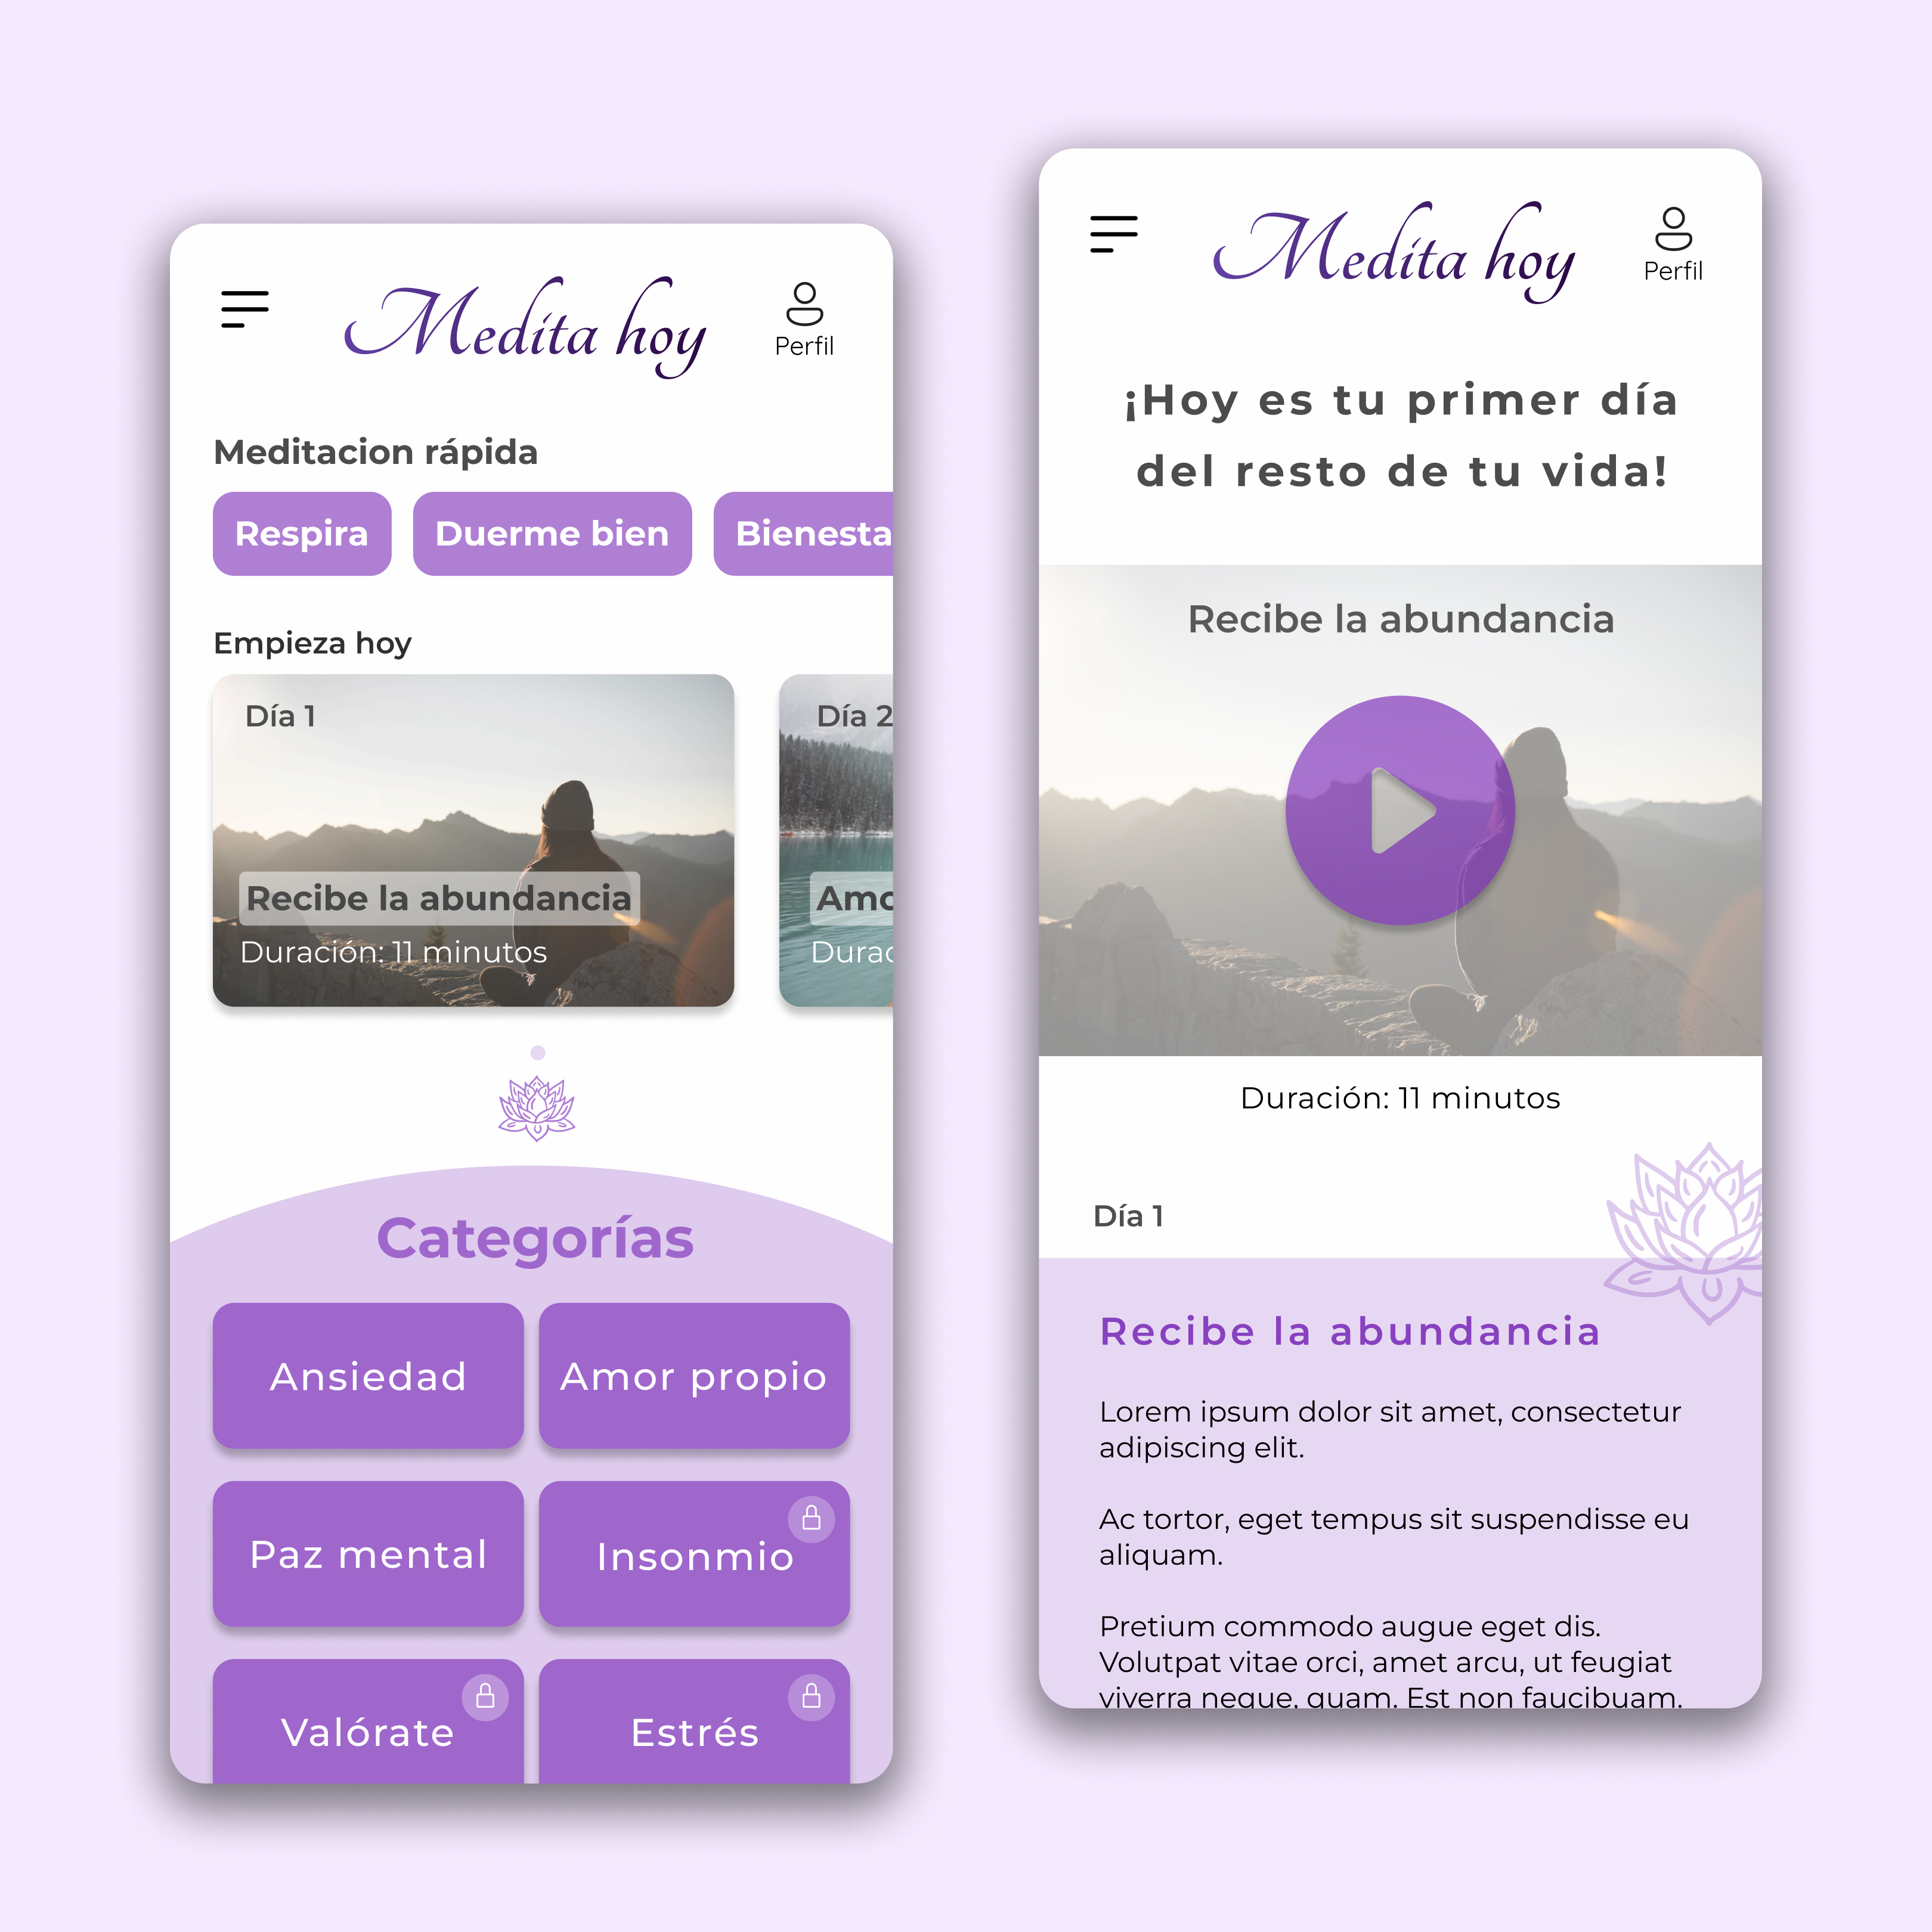 Medita hoy
Perfil
Meditacion rápida
Respira
Duerme bien
Bienesta
Empieza hoy
Día 1
Recibe la abundancia
Duración: 11 minutos
Día 2
Amo
Durac
Categorías
Ansiedad
Amor propio
Paz mental
Insonmio
Valórate
Estrés
Medita hoy
Perfil
¡Hoy es tu primer día
del resto de tu vida!
Recibe la abundancia
Duración: 11 minutos
Día 1
Recibe la abundancia
Lorem ipsum dolor sit amet, consectetur
adipiscing elit.
Ac tortor, eget tempus sit suspendisse eu
aliquam.
Pretium commodo augue eget dis.
Volutpat vitae orci, amet arcu, ut feugiat
viverra neque, quam. Est non faucibuam.